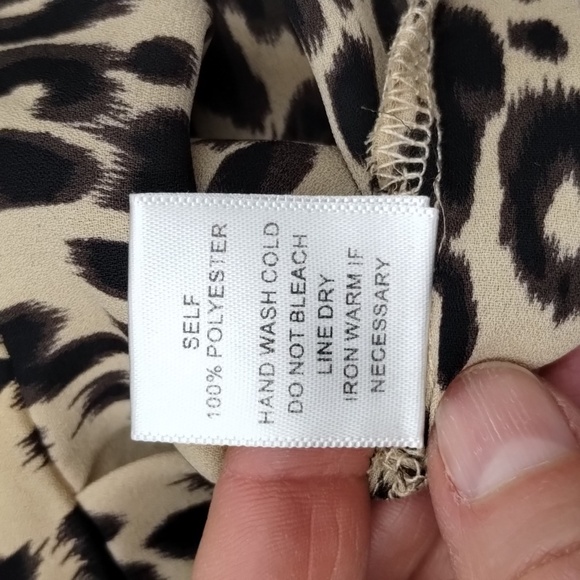 SELF
100% POLYESTER
HAND WASH COLD
DO NOT BLEACH
LINE DRY
IRON WARM IF
NECESSARY